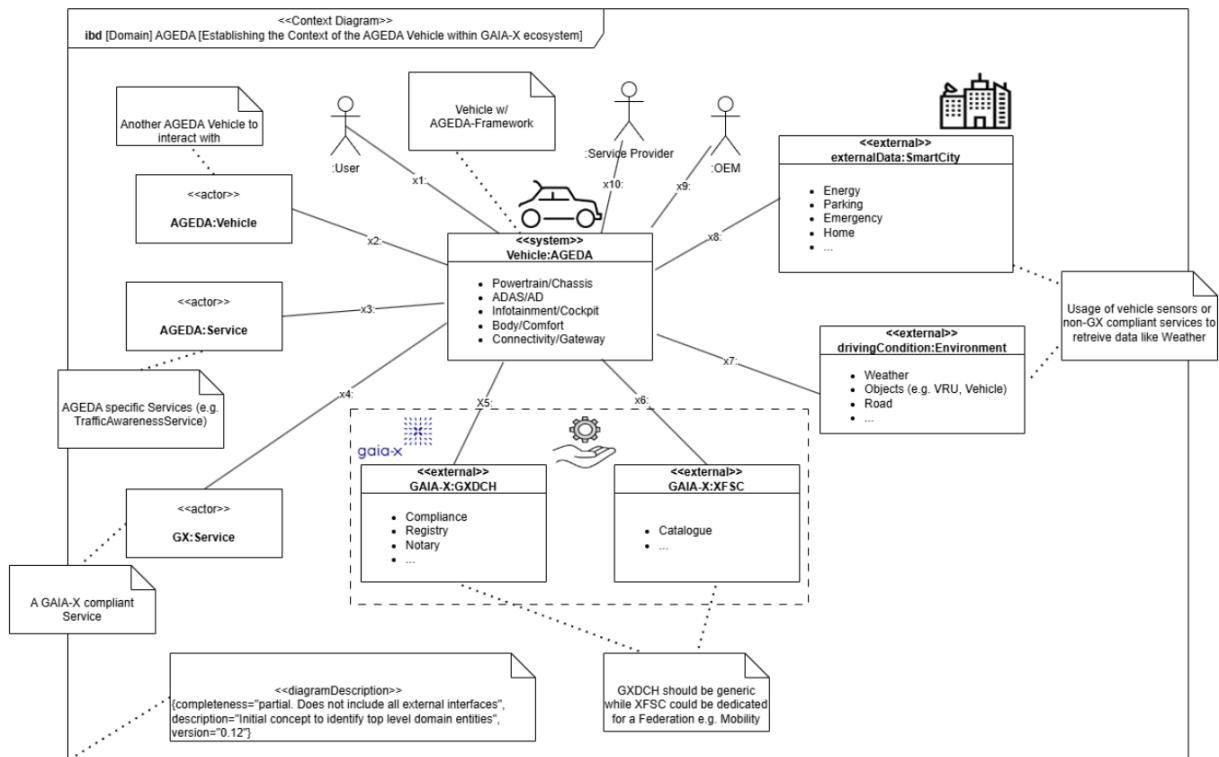 <<Context Diagram>>
ibd [Domain] AGEDA [Establishing the Context of the AGEDA Vehicle within GAIA-X ecosystem]
Another AGEDA Vehicle to
interact with
:User
Vehicle w/
AGEDA-Framework
:Service Provider
:OEM
<<external>>
externalData:SmartCity
• Energy
• Parking
• Emergency
• Home
• ...
x1:
x10:
x9:
<<actor>>
AGEDA:Vehicle
x2:
<<system>>
Vehicle:AGEDA
• Powertrain/Chassis
• ADAS/AD
• Infotainment/Cockpit
• Body/Comfort
• Connectivity/Gateway
x8:
<<actor>>
AGEDA:Service
x3:
Usage of vehicle sensors or
non-GX compliant services to
retreive data like Weather
<<external>>
drivingCondition:Environment
• Weather
• Objects (e.g. VRU, Vehicle)
• Road
• ...
x7:
AGEDA specific Services (e.g.
TrafficAwarenessService)
x4:
X5:
x6:
gaia-x
<<external>>
GAIA-X:GXDCH
• Compliance
• Registry
• Notary
• ...
<<external>>
GAIA-X:XFSC
• Catalogue
• ...
<<actor>>
GX:Service
A GAIA-X compliant
Service
<<diagramDescription>>
{completeness="partial. Does not include all external interfaces",
description="Initial concept to identify top level domain entities",
version="0.12"}
GXDCH should be generic
while XFSC could be dedicated
for a Federation e.g. Mobility